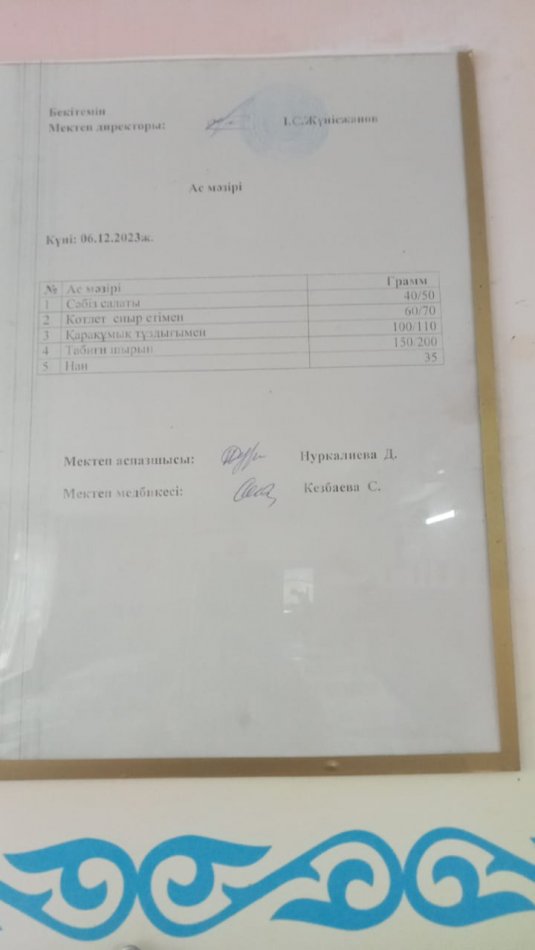 Бекітемін
Мектеп директоры: І.С.Жүнісжанов
Ас мәзірі
Күні: 06.12.2023ж.
№ Ас мәзірі Грамм
1 Сәбіз салаты 40/50
2 Котлет сиыр етімен 60/70
3 Қарақұмық тұздығымен 100/110
4 Табиғи шырын 150/200
5 Нан 35
Мектеп аспазшысы: Нуркалиева Д.
Мектеп медбикесі: Кезбаева С.